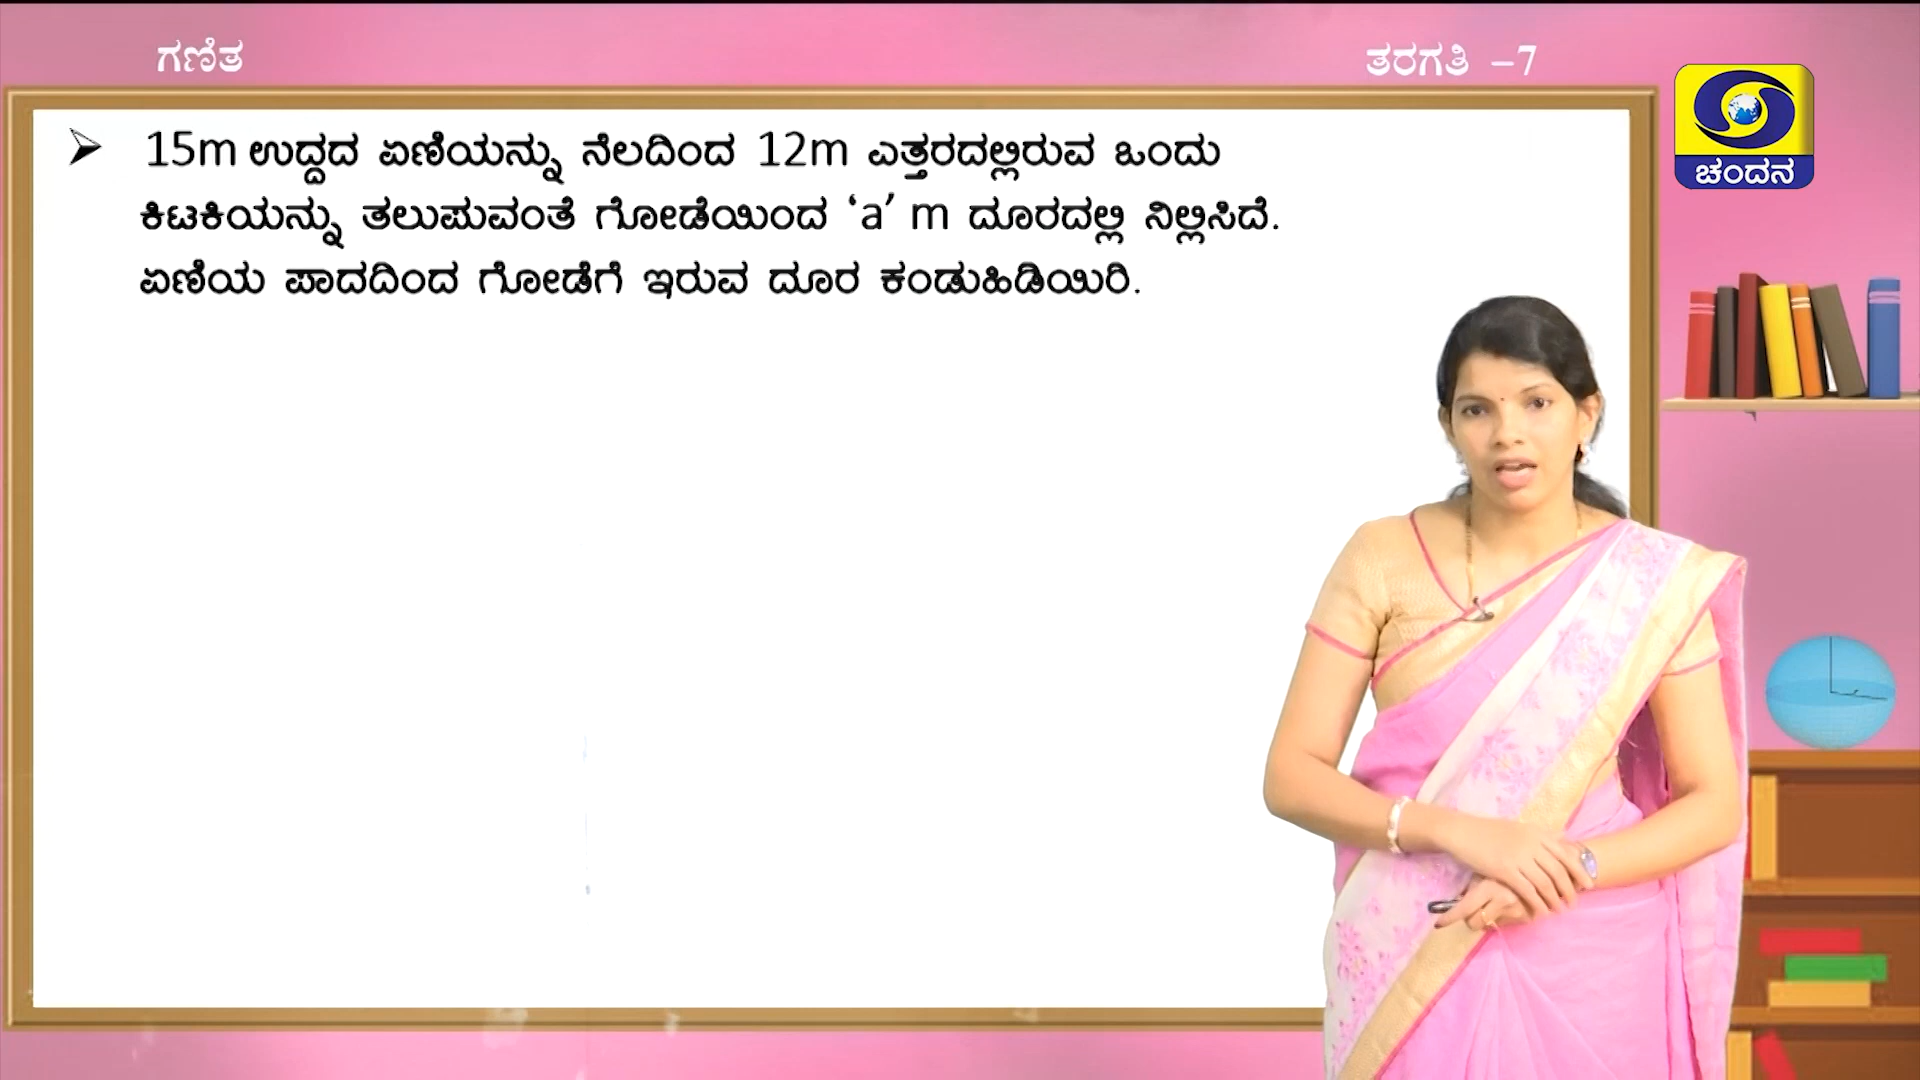 ಗಣಿತ
ತರಗತಿ –7
ಚಂದನ
➢ 15m ಉದ್ದದ ಏಣಿಯನ್ನು ನೆಲದಿಂದ 12m ಎತ್ತರದಲ್ಲಿರುವ ಒಂದು
ಕಿಟಕಿಯನ್ನು ತಲುಪುವಂತೆ ಗೋಡೆಯಿಂದ ‘a’ m ದೂರದಲ್ಲಿ ನಿಲ್ಲಿಸಿದೆ.
ಏಣಿಯ ಪಾದದಿಂದ ಗೋಡೆಗೆ ಇರುವ ದೂರ ಕಂಡುಹಿಡಿಯಿರಿ.